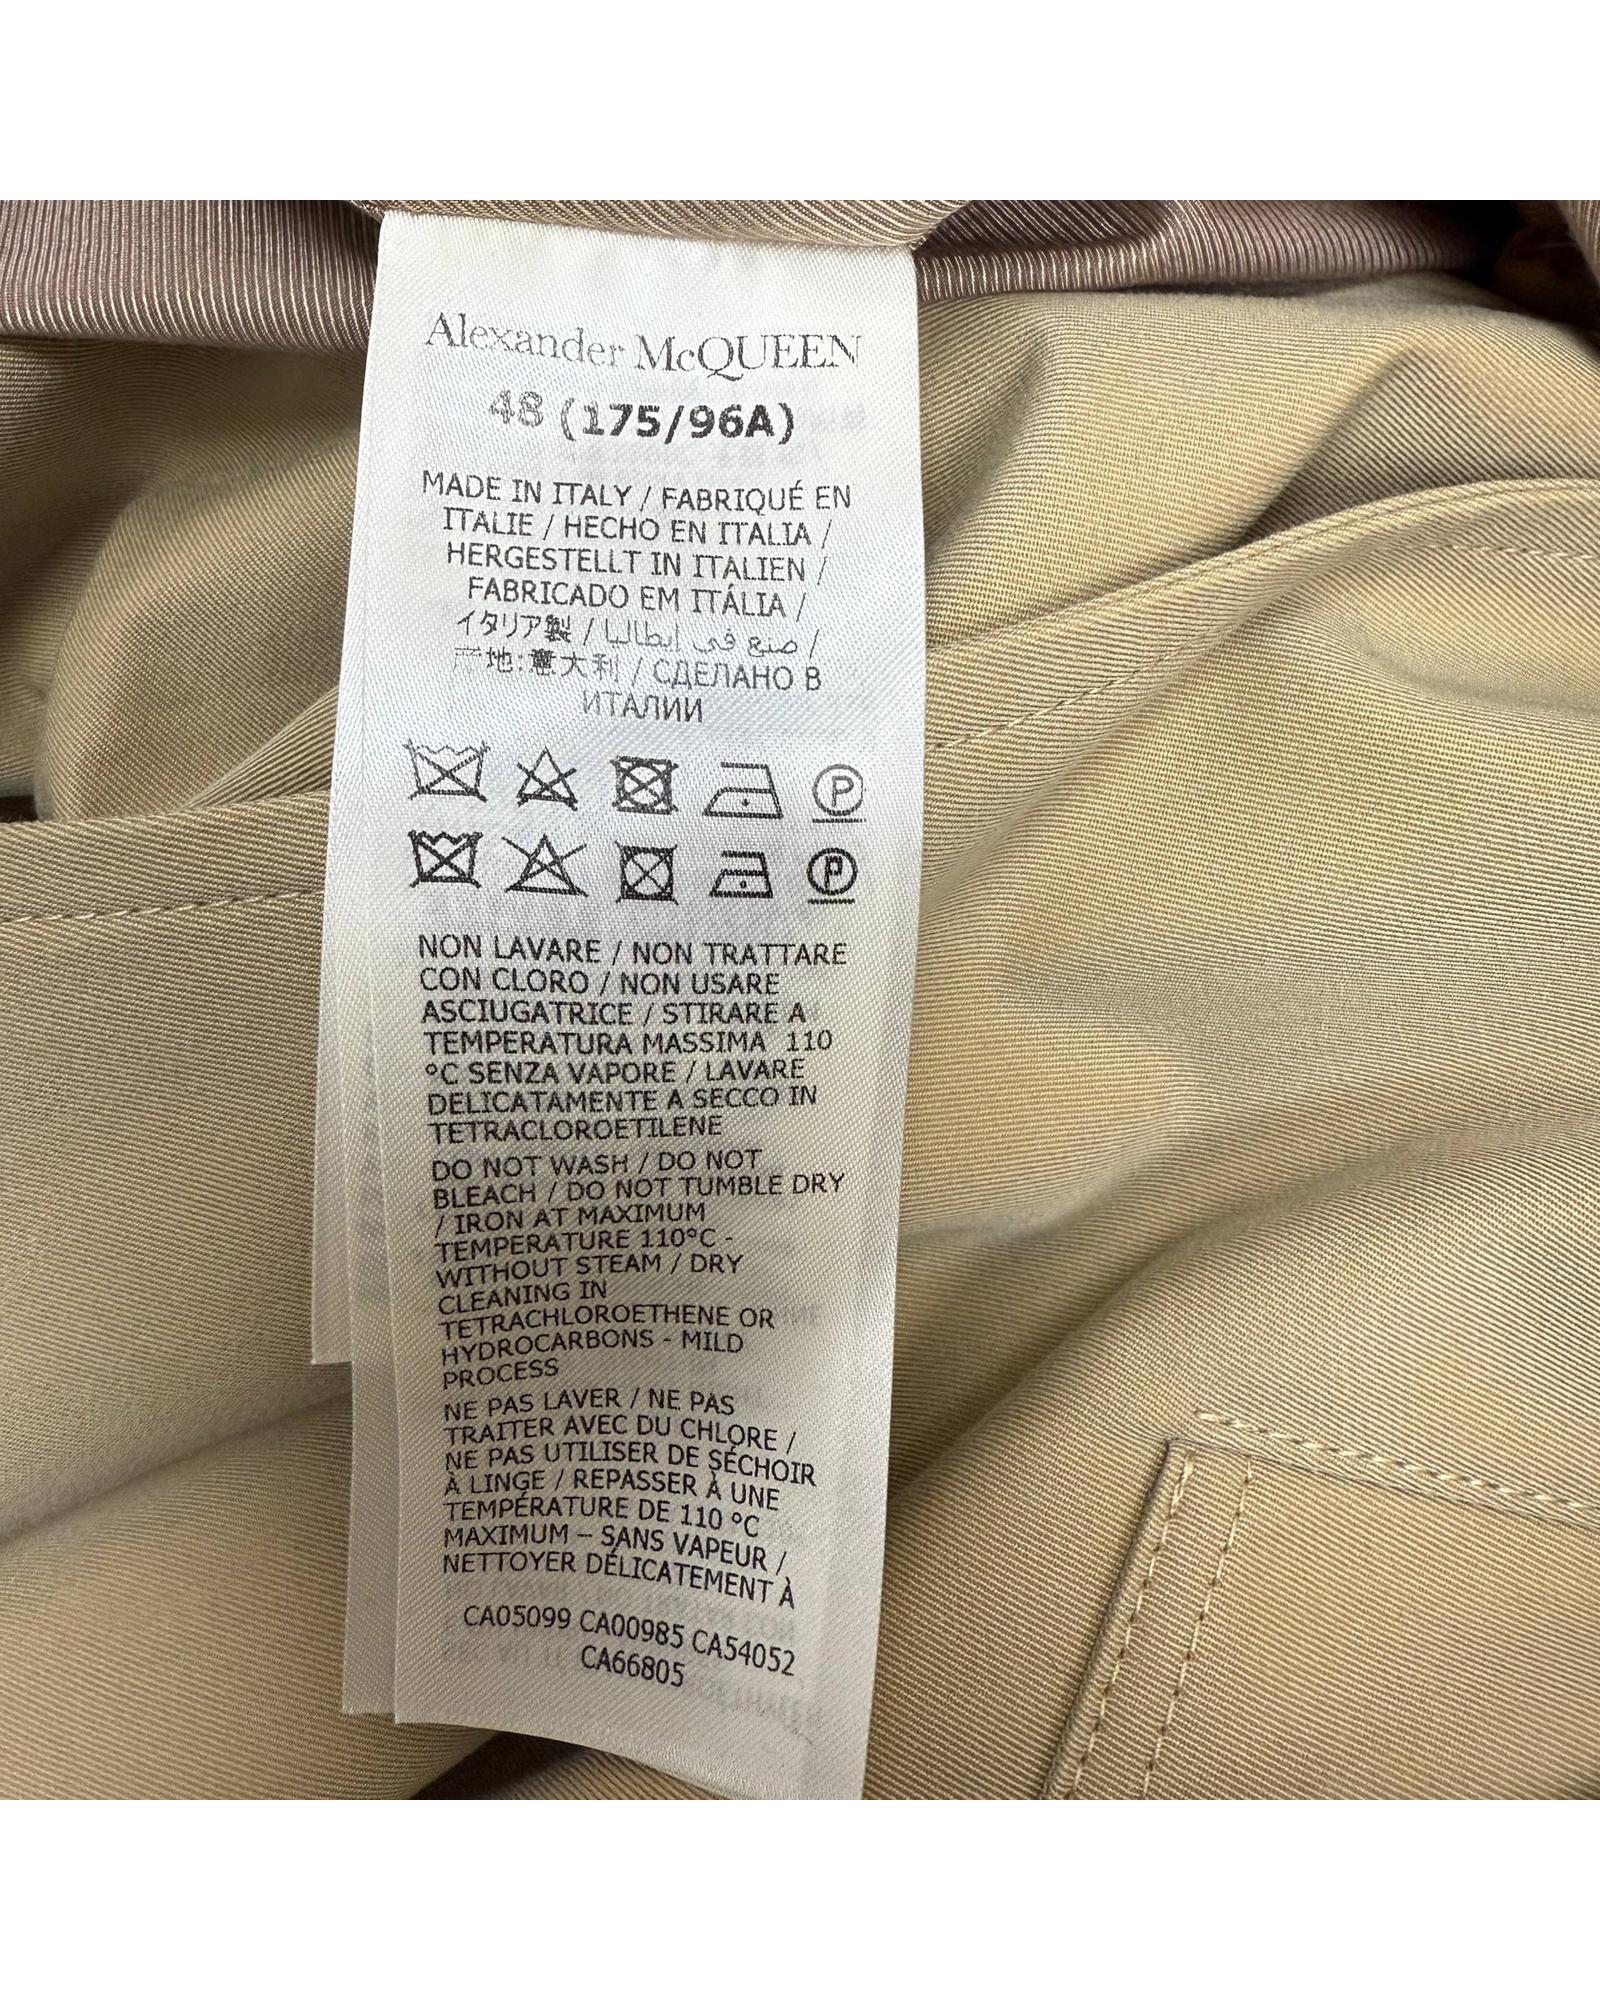 Alexander McQUEEN
48 (175/96A)
MADE IN ITALY / FABRIQUÉ EN
ITALIE / HECHO EN ITALIA /
HERGESTELLT IN ITALIEN /
FABRICADO EM ITÁLIA /
イタリア製 / صنع في إيطاليا /
产地:意大利 / СДЕЛАНО В
ИТАЛИИ
P
P
NON LAVARE / NON TRATTARE
CON CLORO / NON USARE
ASCIUGATRICE / STIRARE A
TEMPERATURA MASSIMA 110
°C SENZA VAPORE / LAVARE
DELICATAMENTE A SECCO IN
TETRACLOROETILENE
DO NOT WASH / DO NOT
BLEACH / DO NOT TUMBLE DRY
/ IRON AT MAXIMUM
TEMPERATURE 110°C -
WITHOUT STEAM / DRY
CLEANING IN
TETRACHLOROETHENE OR
HYDROCARBONS - MILD
PROCESS
NE PAS LAVER / NE PAS
TRAITER AVEC DU CHLORE /
NE PAS UTILISER DE SÉCHOIR
À LINGE / REPASSER À UNE
TEMPÉRATURE DE 110 °C
MAXIMUM – SANS VAPEUR /
NETTOYER DÉLICATEMENT À
CA05099 CA00985 CA54052
CA66805